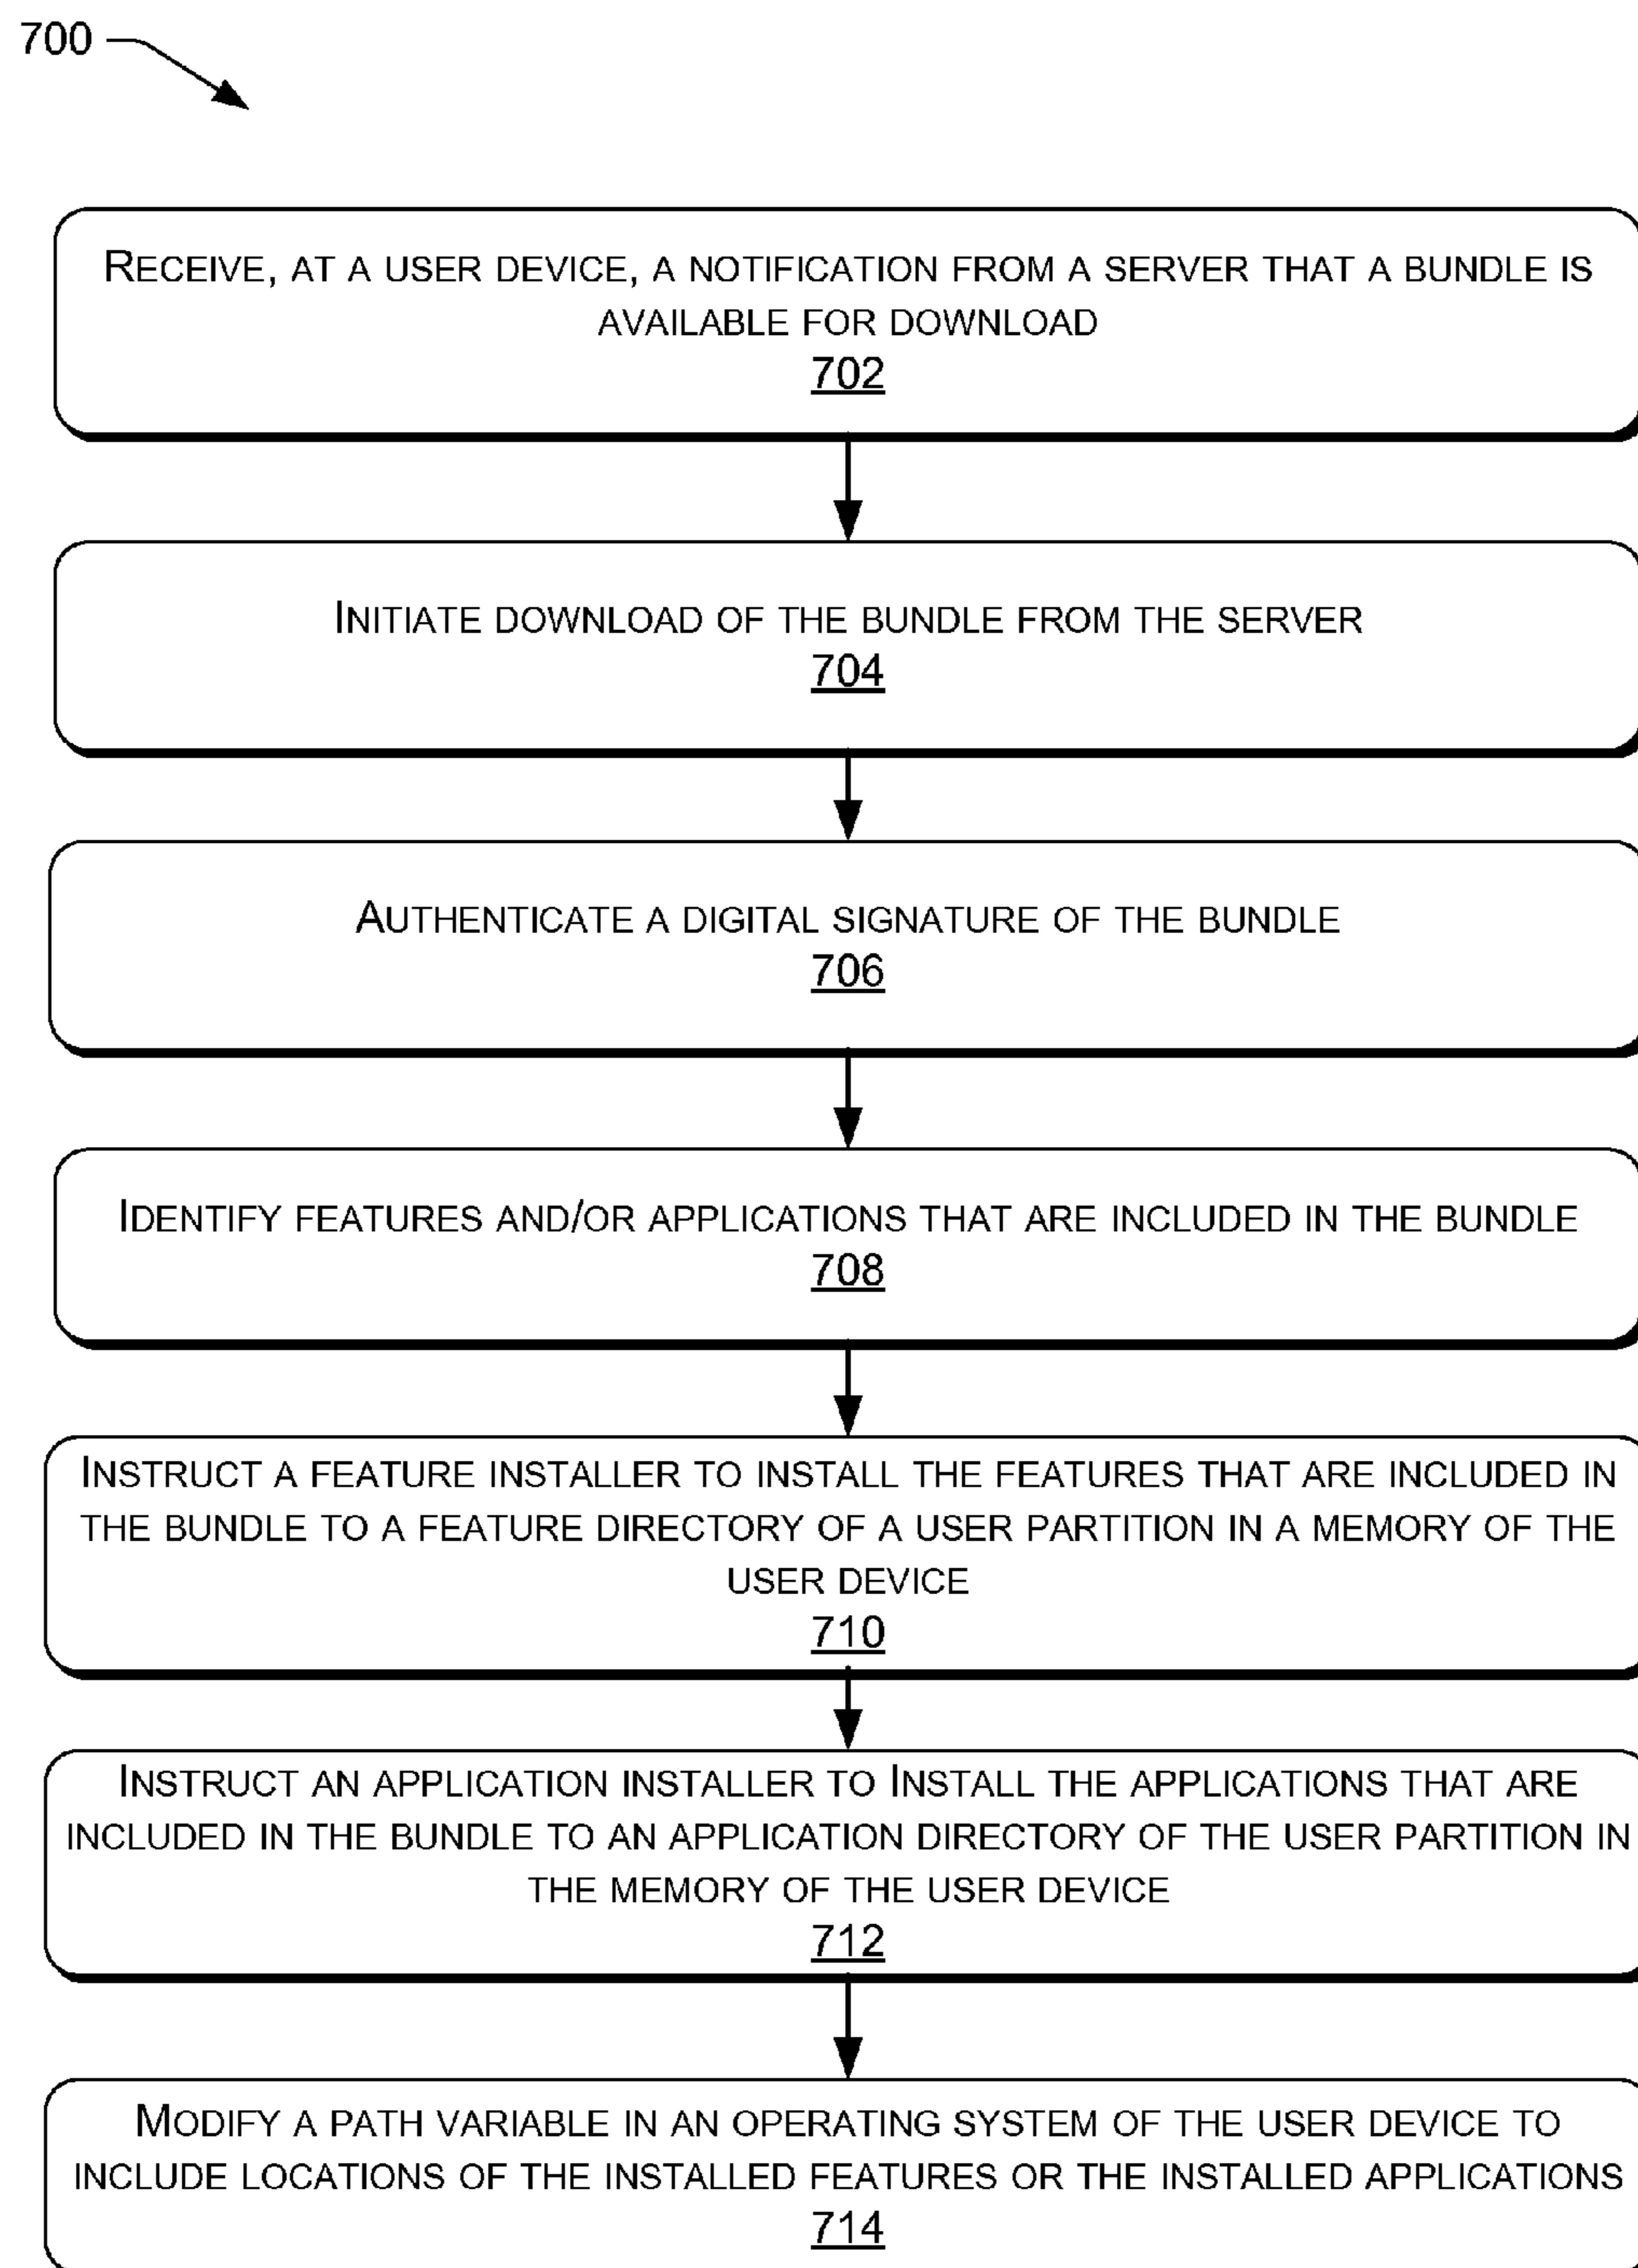 700
RECEIVE, AT A USER DEVICE, A NOTIFICATION FROM A SERVER THAT A BUNDLE IS
AVAILABLE FOR DOWNLOAD
702
INITIATE DOWNLOAD OF THE BUNDLE FROM THE SERVER
704
AUTHENTICATE A DIGITAL SIGNATURE OF THE BUNDLE
706
IDENTIFY FEATURES AND/OR APPLICATIONS THAT ARE INCLUDED IN THE BUNDLE
708
INSTRUCT A FEATURE INSTALLER TO INSTALL THE FEATURES THAT ARE INCLUDED IN
THE BUNDLE TO A FEATURE DIRECTORY OF A USER PARTITION IN A MEMORY OF THE
USER DEVICE
710
INSTRUCT AN APPLICATION INSTALLER TO INSTALL THE APPLICATIONS THAT ARE
INCLUDED IN THE BUNDLE TO AN APPLICATION DIRECTORY OF THE USER PARTITION IN
THE MEMORY OF THE USER DEVICE
712
MODIFY A PATH VARIABLE IN AN OPERATING SYSTEM OF THE USER DEVICE TO
INCLUDE LOCATIONS OF THE INSTALLED FEATURES OR THE INSTALLED APPLICATIONS
714